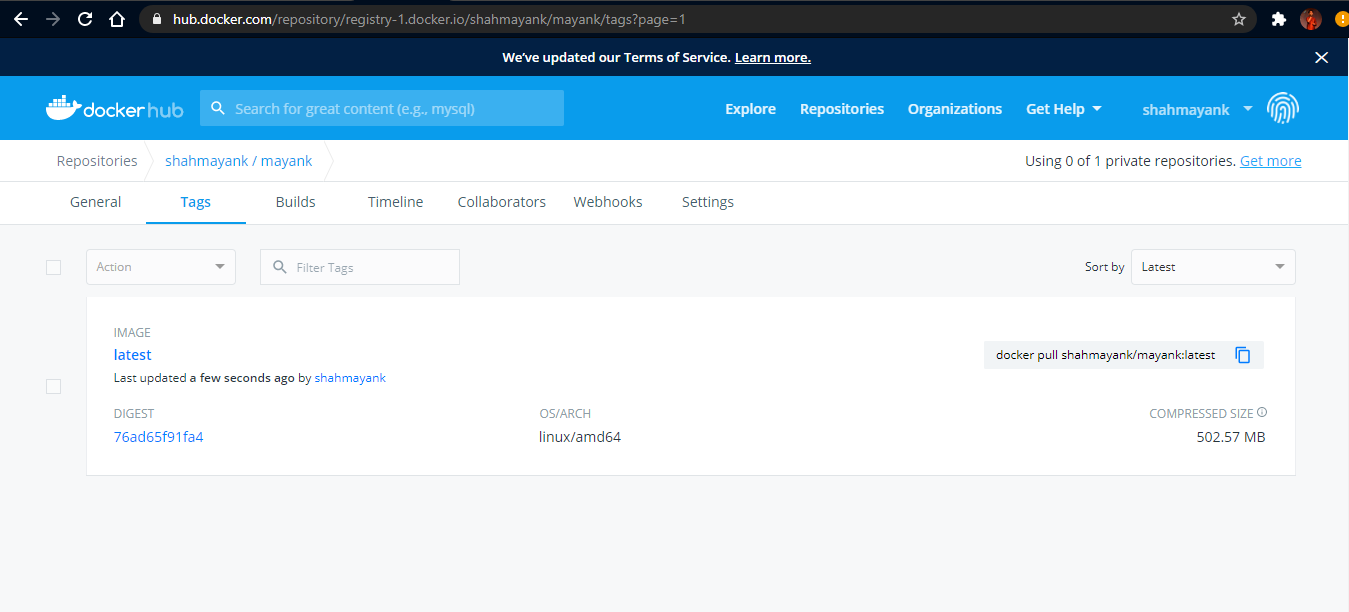 hub.docker.com/repository/registry-1.docker.io/shahmayank/mayank/tags?page=1
We've updated our Terms of Service. Learn more.
docker hub
Search for great content (e.g., mysql)
Explore Repositories Organizations Get Help shahmayank
Repositories shahmayank / mayank Using 0 of 1 private repositories. Get more
General Tags Builds Timeline Collaborators Webhooks Settings
Action Filter Tags Sort by Latest
IMAGE
latest
docker pull shahmayank/mayank:latest
Last updated a few seconds ago by shahmayank
DIGEST OS/ARCH COMPRESSED SIZE
76ad65f91fa4 linux/amd64 502.57 MB